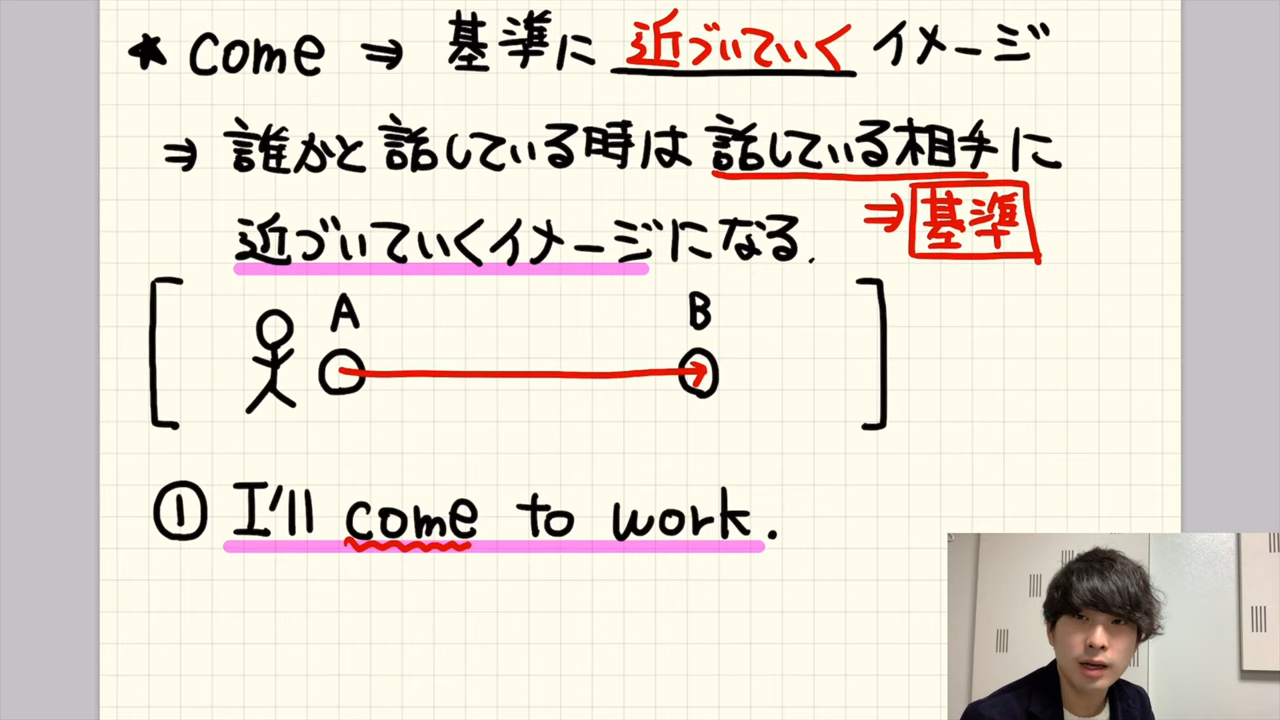 ★ come ⇒ 基準に 近づいていく イメージ
⇒ 誰かと話している時は話している相手に
⇒ 基準
近づいていくイメージになる.
A B
① I'll come to work.